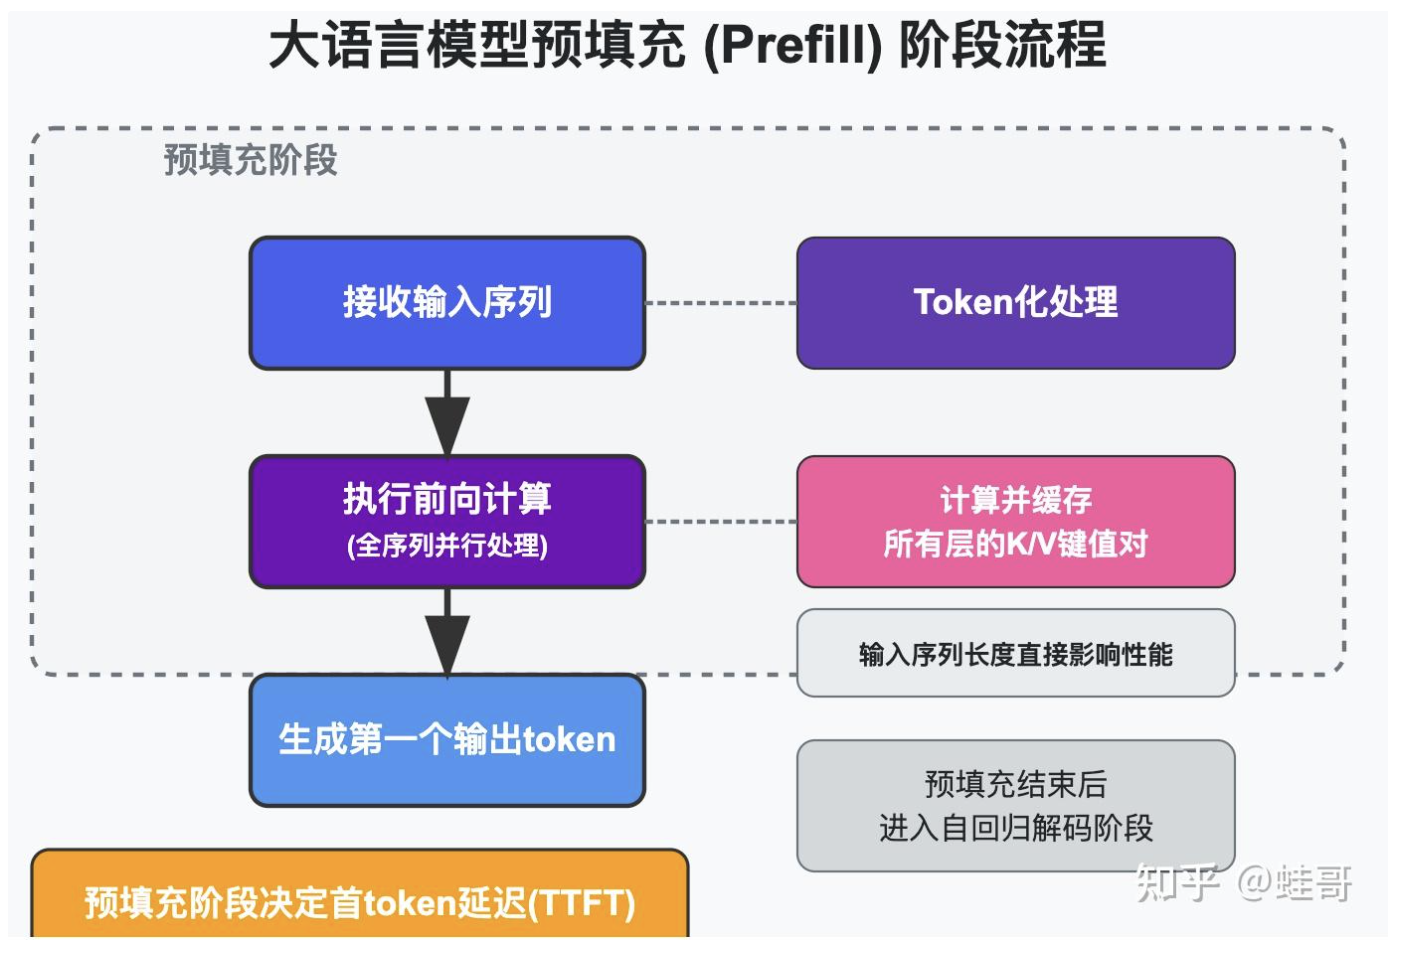 大语言模型预填充 (Prefill) 阶段流程
预填充阶段
接收输入序列
Token化处理
执行前向计算
(全序列并行处理)
计算并缓存
所有层的K/V键值对
输入序列长度直接影响性能
生成第一个输出token
预填充结束后
进入自回归解码阶段
预填充阶段决定首token延迟(TTFT)
知乎 @蛙哥